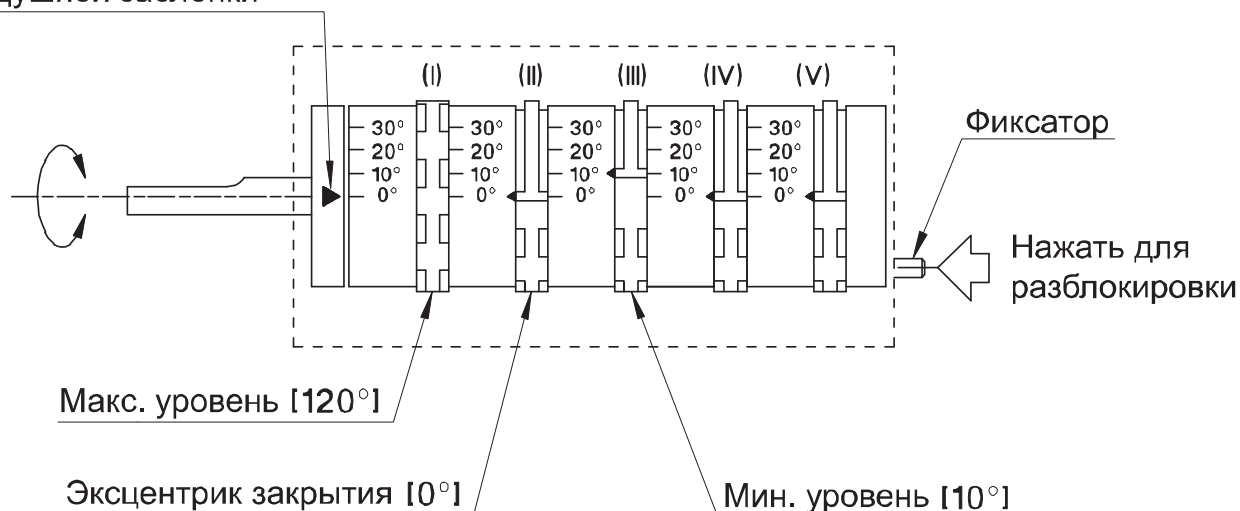 (I) (II) (III) (IV) (V)
30° 30° 30° 30° 30°
20° 20° 20° 20° 20°
10° 10° 10° 10° 10°
0° 0° 0° 0° 0°
Фиксатор
Нажать для
разблокировки
Макс. уровень [120°]
Эксцентрик закрытия [0°]
Мин. уровень [10°]